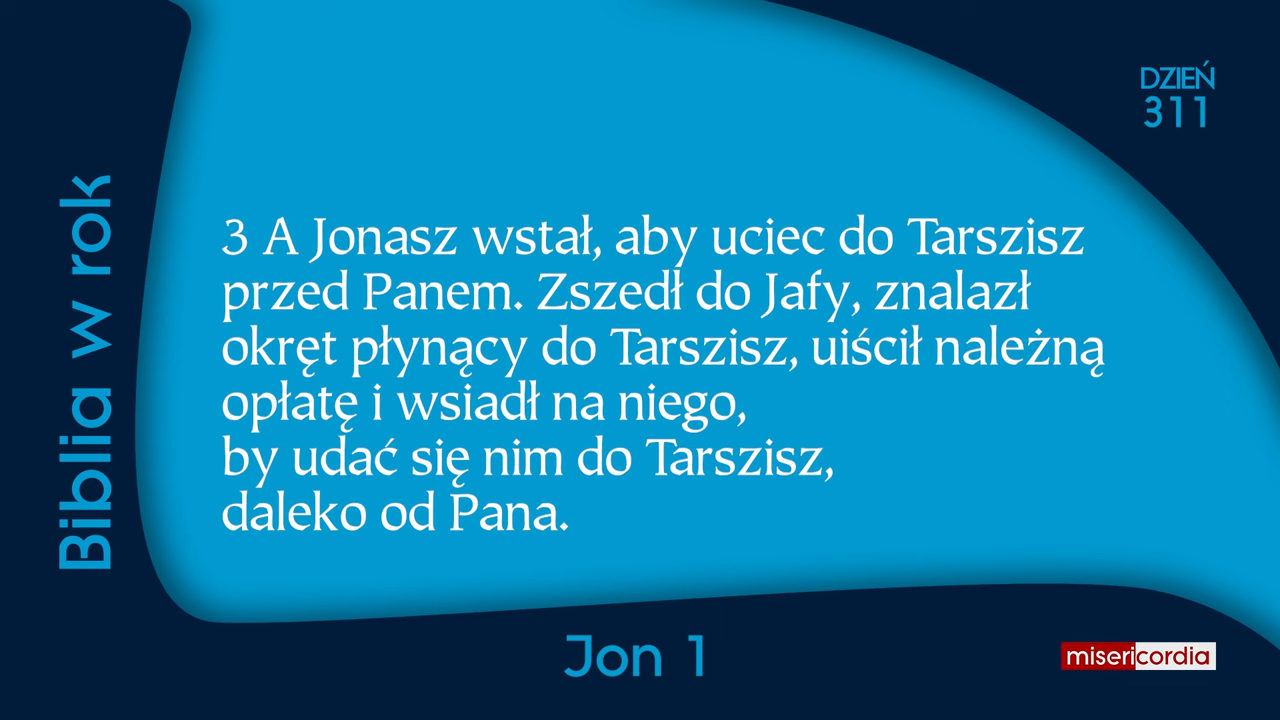 DZIEŃ
311
Biblia w rok
3 A Jonasz wstał, aby uciec do Tarszisz
przed Panem. Zszedł do Jafy, znalazł
okręt płynący do Tarszisz, uiścił należną
opłatę i wsiadł na niego,
by udać się nim do Tarszisz,
daleko od Pana.
Jon 1
misericordia